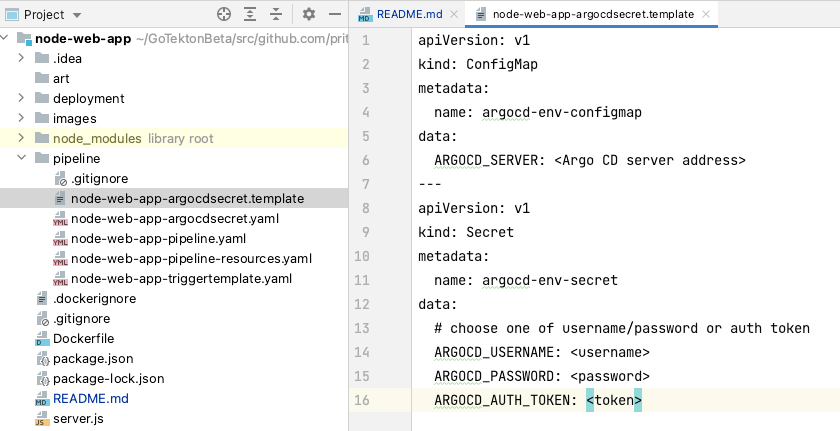 Project
node-web-app ~/GoTektonBeta/src/github.com/prit
.idea
art
deployment
images
node_modules library root
pipeline
.gitignore
node-web-app-argocdsecret.template
node-web-app-argocdsecret.yaml
node-web-app-pipeline.yaml
node-web-app-pipeline-resources.yaml
node-web-app-triggertemplate.yaml
.dockerignore
.gitignore
Dockerfile
package.json
package-lock.json
README.md
server.js
README.md
node-web-app-argocdsecret.template
1 apiVersion: v1
2 kind: ConfigMap
3 metadata:
4   name: argocd-env-configmap
5 data:
6   ARGOCD_SERVER: <Argo CD server address>
7 ---
8 apiVersion: v1
9 kind: Secret
10 metadata:
11   name: argocd-env-secret
12 data:
13   # choose one of username/password or auth token
14   ARGOCD_USERNAME: <username>
15   ARGOCD_PASSWORD: <password>
16   ARGOCD_AUTH_TOKEN: <token>